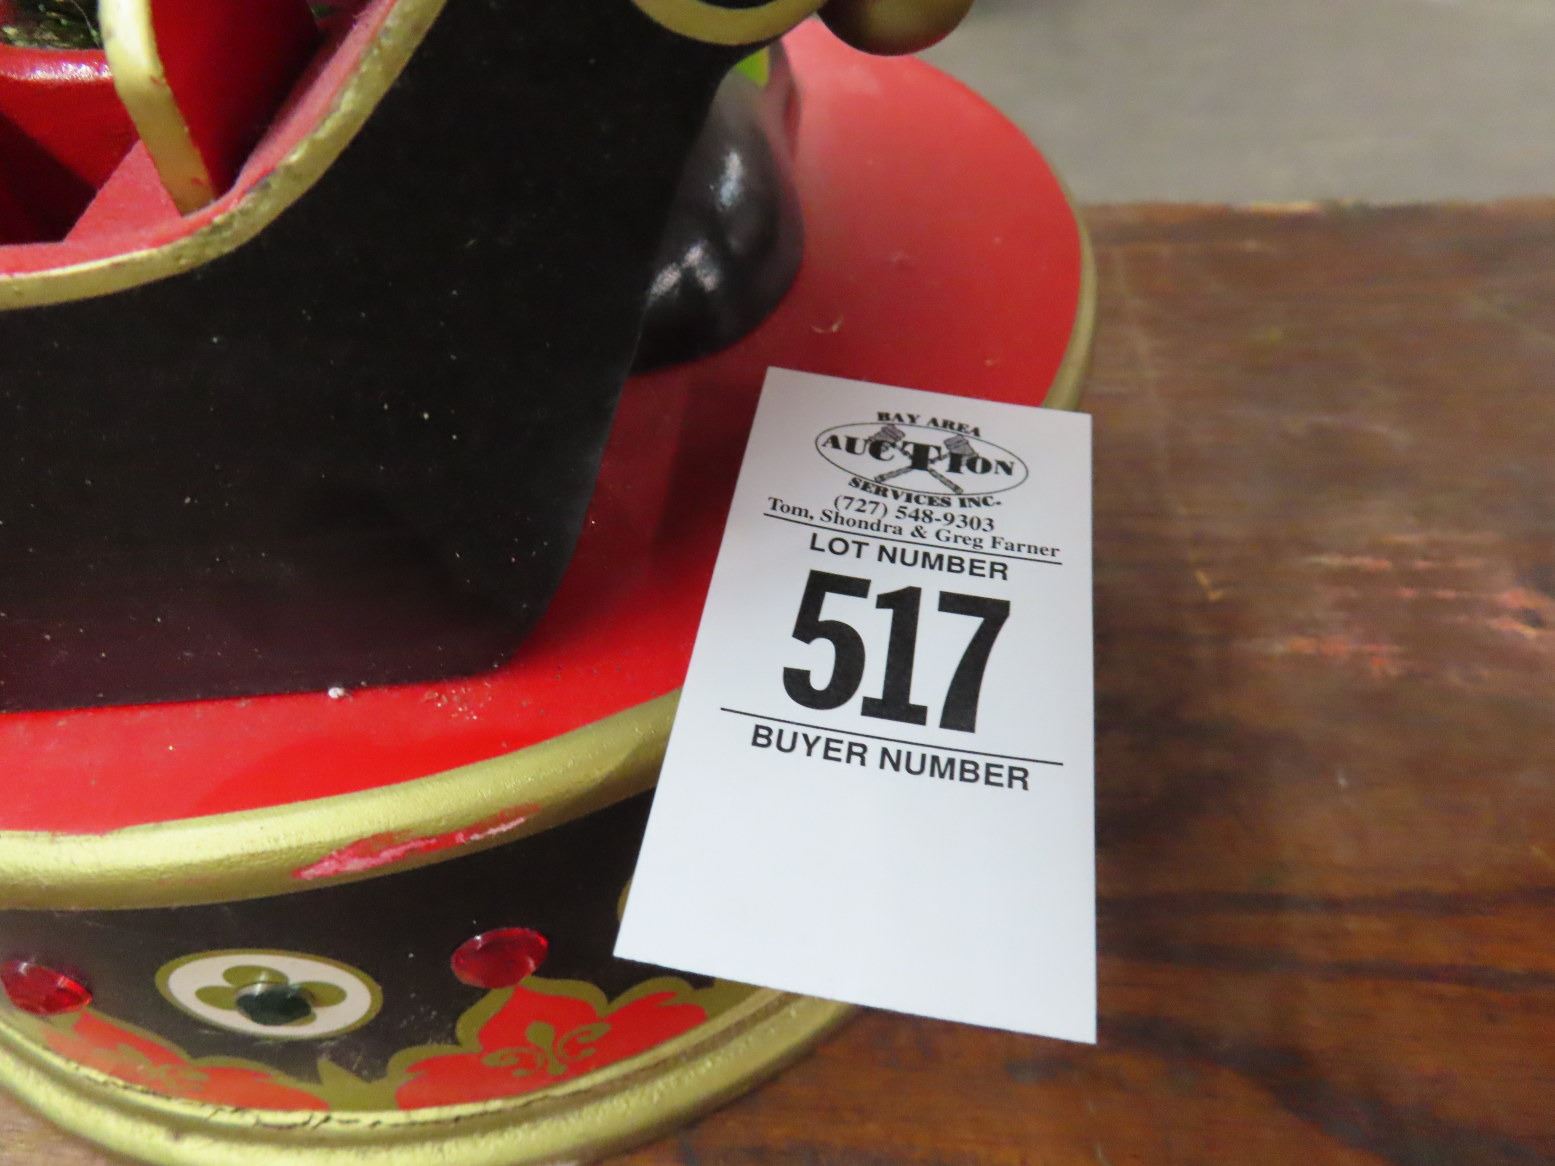 BAY AREA
AUCTION
SERVICES INC.
(727) 548-9303
Tom, Shondra & Greg Farner
LOT NUMBER
517
BUYER NUMBER